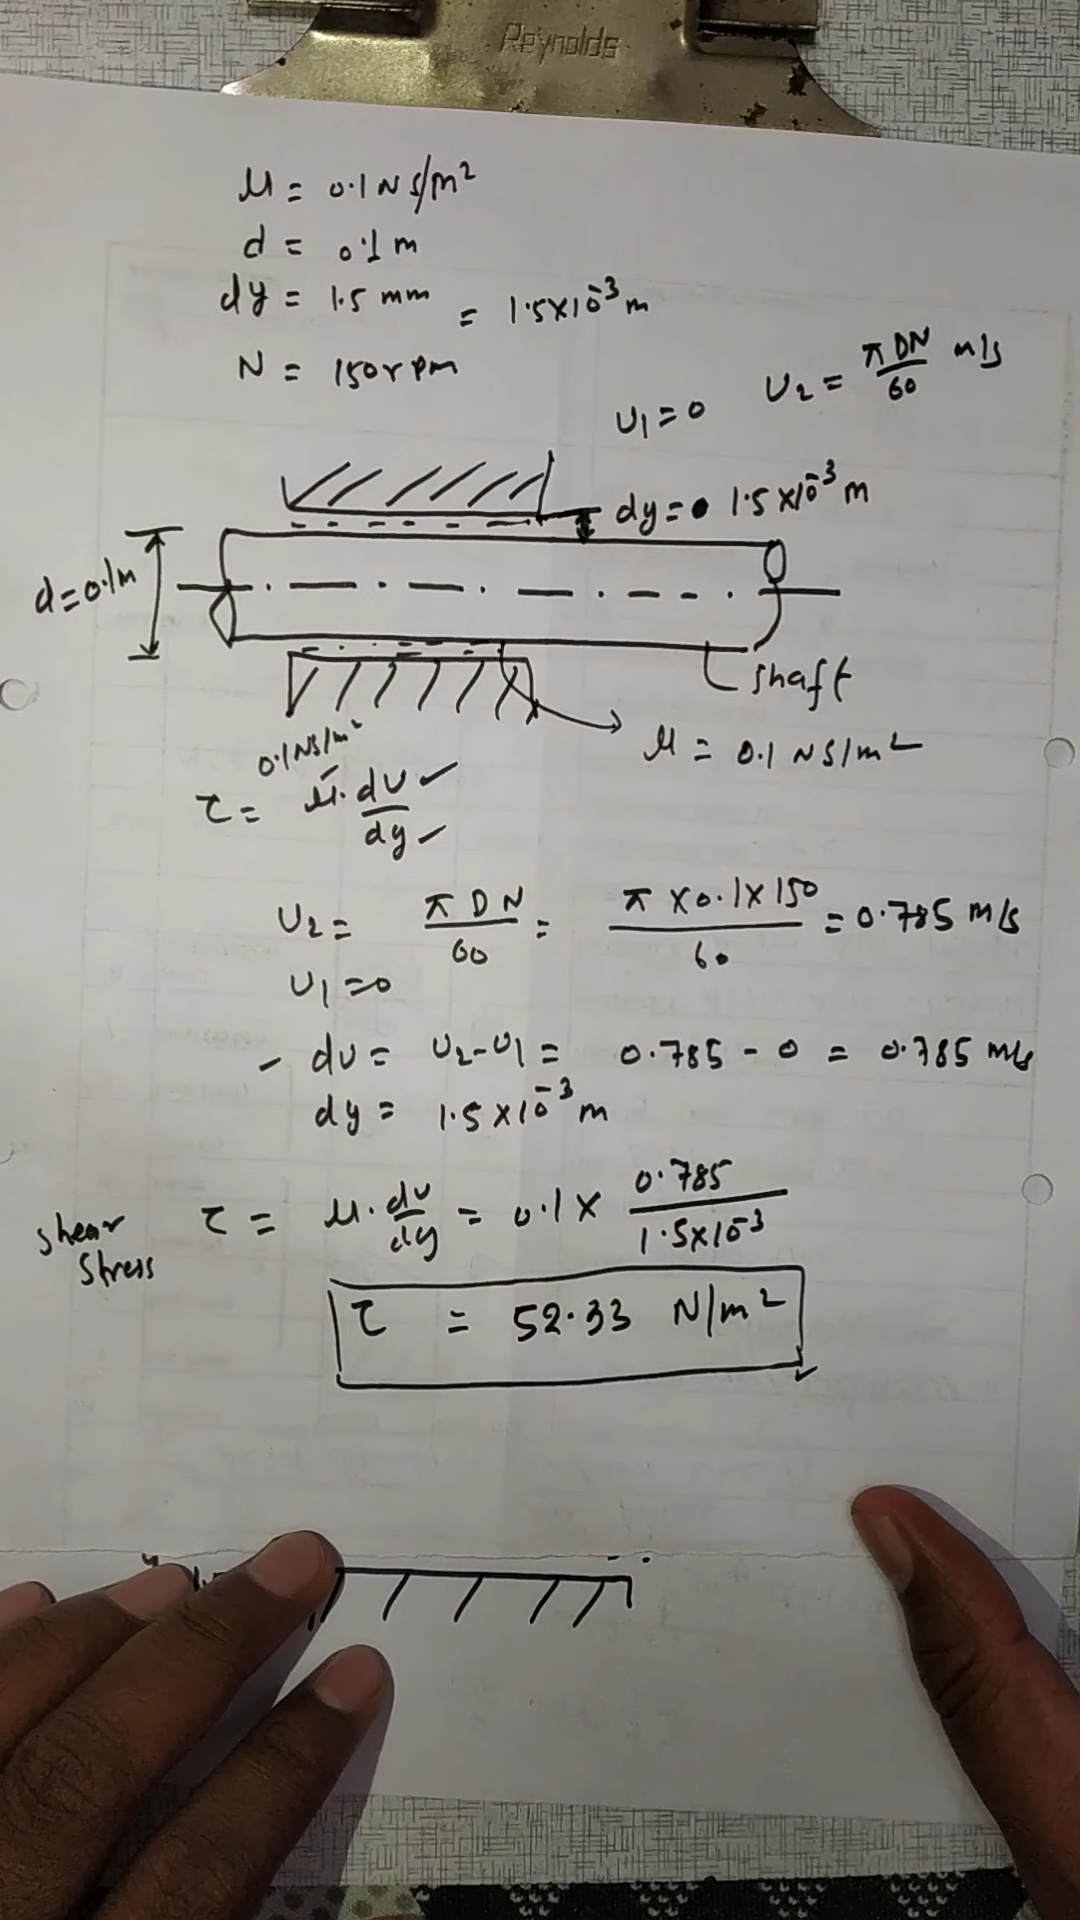 Reynolds
μ = 0.1 NS/m²
d = 0.1 m
dy = 1.5 mm = 1.5×10⁻³ m
N = 150 rpm
U₁ = 0 U₂ = πDN/60 m/s
dy = 1.5×10⁻³ m
d = 0.1m
shaft
μ = 0.1 NS/m²
0.1 NS/m²
τ = μ. du/dy
U₂ = πDN/60 = π×0.1×150/60 = 0.785 m/s
U₁ = 0
- du = U₂-U₁ = 0.785 - 0 = 0.785 m/s
dy = 1.5×10⁻³ m
shear stress τ = μ. du/dy = 0.1 × 0.785/1.5×10⁻³
τ = 52.33 N/m²